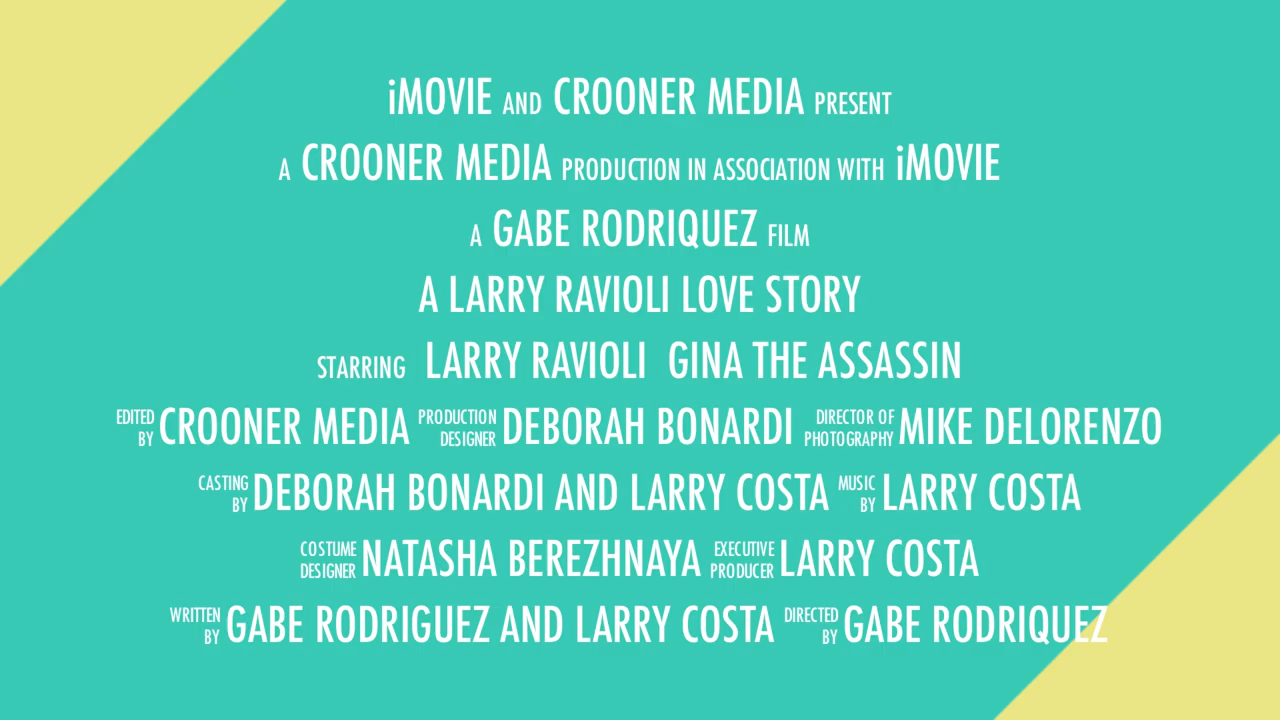 iMOVIE AND CROONER MEDIA PRESENT
A CROONER MEDIA PRODUCTION IN ASSOCIATION WITH iMOVIE
A GABE RODRIQUEZ FILM
A LARRY RAVIOLI LOVE STORY
STARRING LARRY RAVIOLI GINA THE ASSASSIN
EDITED BY CROONER MEDIA PRODUCTION DESIGNER DEBORAH BONARDI DIRECTOR OF PHOTOGRAPHY MIKE DELORENZO
CASTING BY DEBORAH BONARDI AND LARRY COSTA MUSIC BY LARRY COSTA
COSTUME DESIGNER NATASHA BEREZHNAYA EXECUTIVE PRODUCER LARRY COSTA
WRITTEN BY GABE RODRIGUEZ AND LARRY COSTA DIRECTED BY GABE RODRIQUEZ